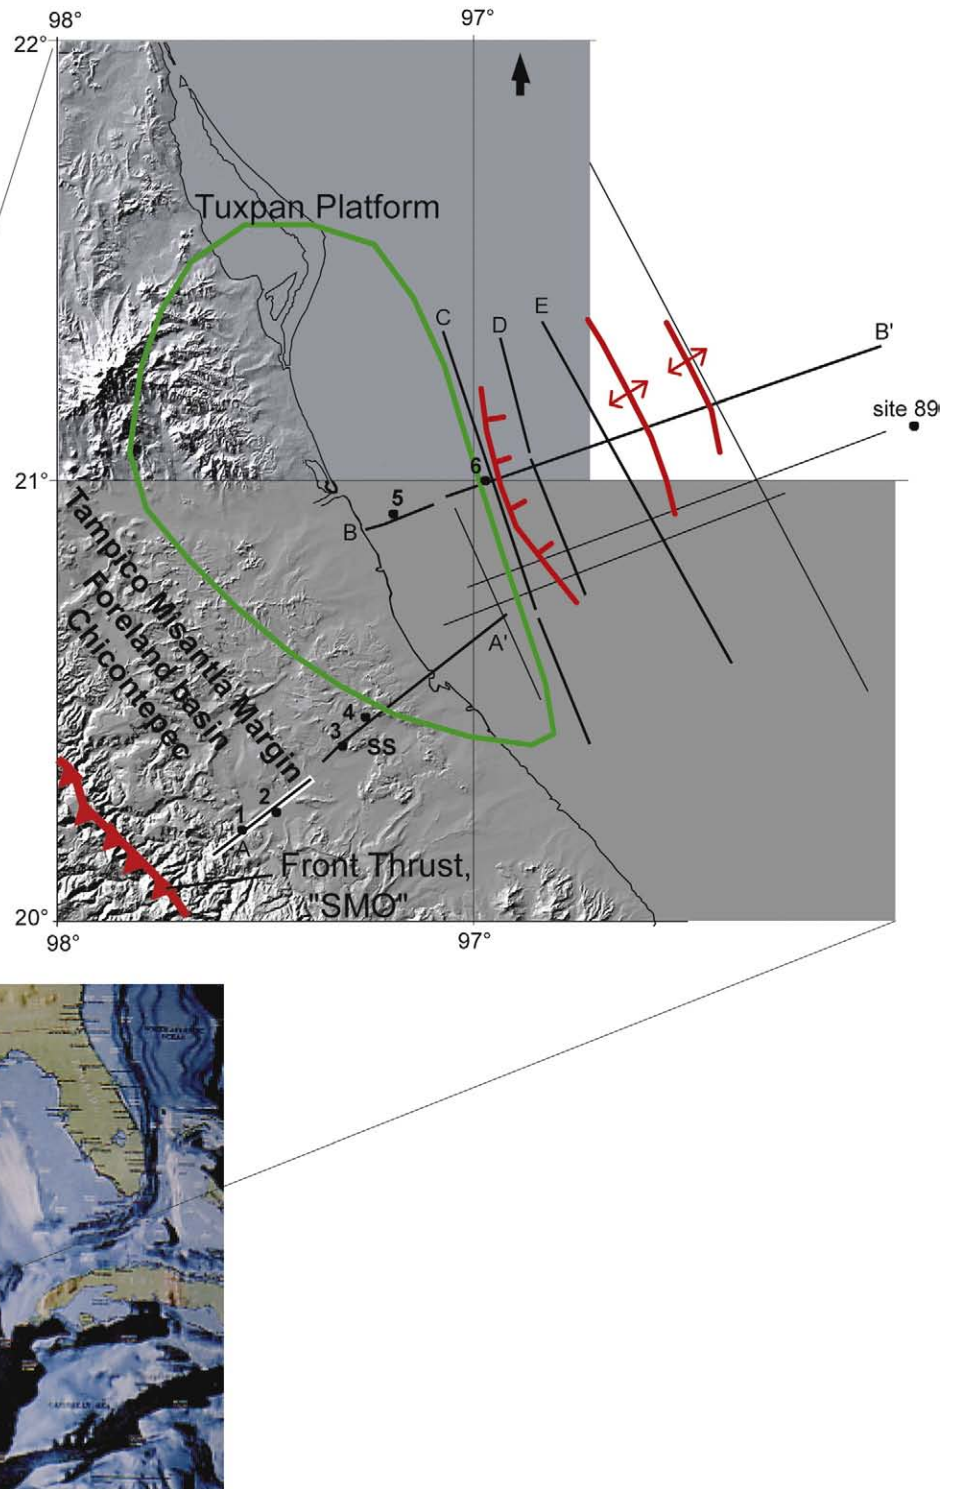 98°
97°
22°
Tuxpan Platform
C
D
E
B'
site 89
21°
6
5
B
Tampico Misantla Margin
Foreland basin
Chicontepec
A'
4
3
SS
2
1
A
Front Thrust,
"SMO"
20°
98°
97°